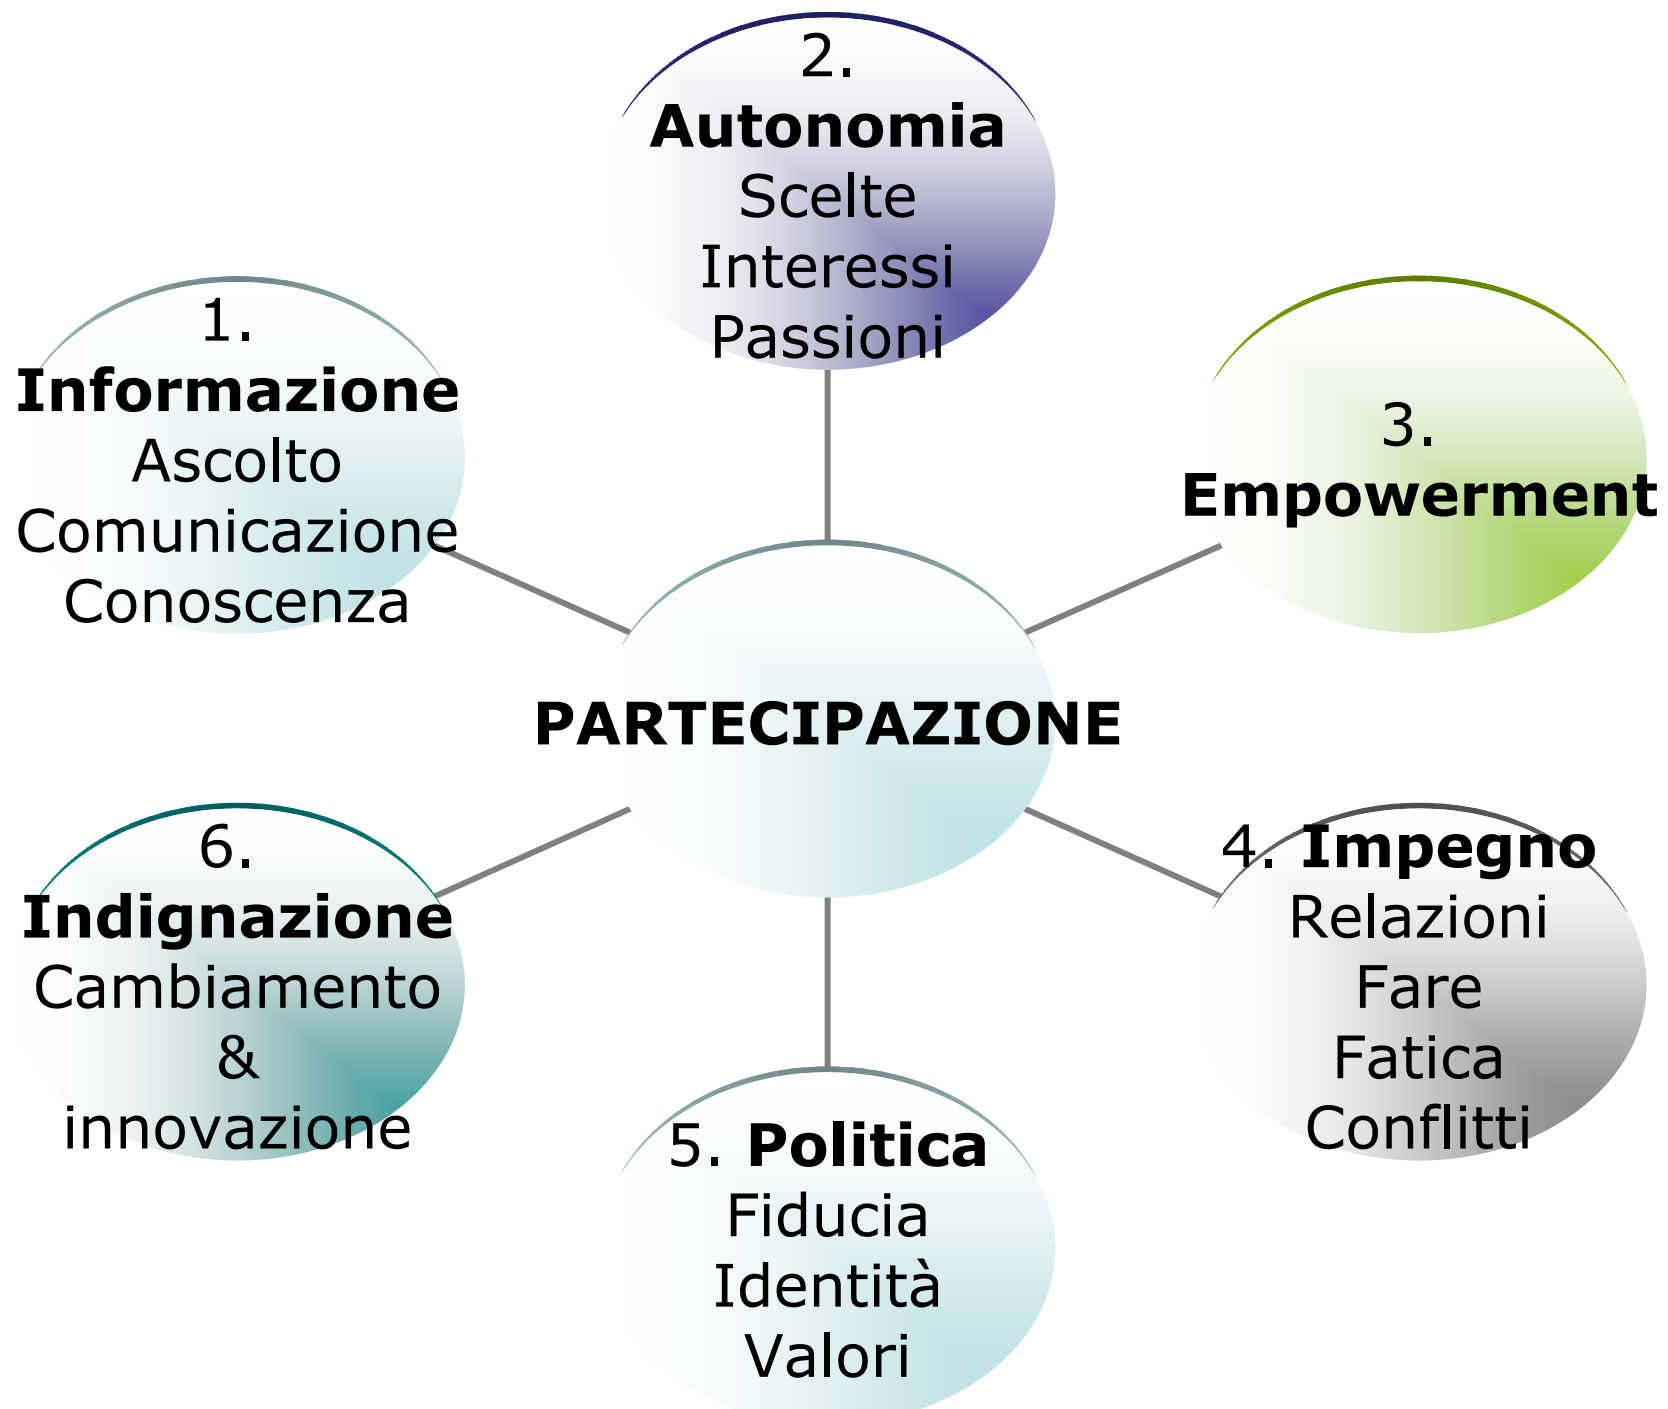 1.
Informazione
Ascolto
Comunicazione
Conoscenza
2.
Autonomia
Scelte
Interessi
Passioni
3.
Empowerment
PARTECIPAZIONE
4. Impegno
Relazioni
Fare
Fatica
Conflitti
5. Politica
Fiducia
Identità
Valori
6.
Indignazione
Cambiamento
&
innovazione